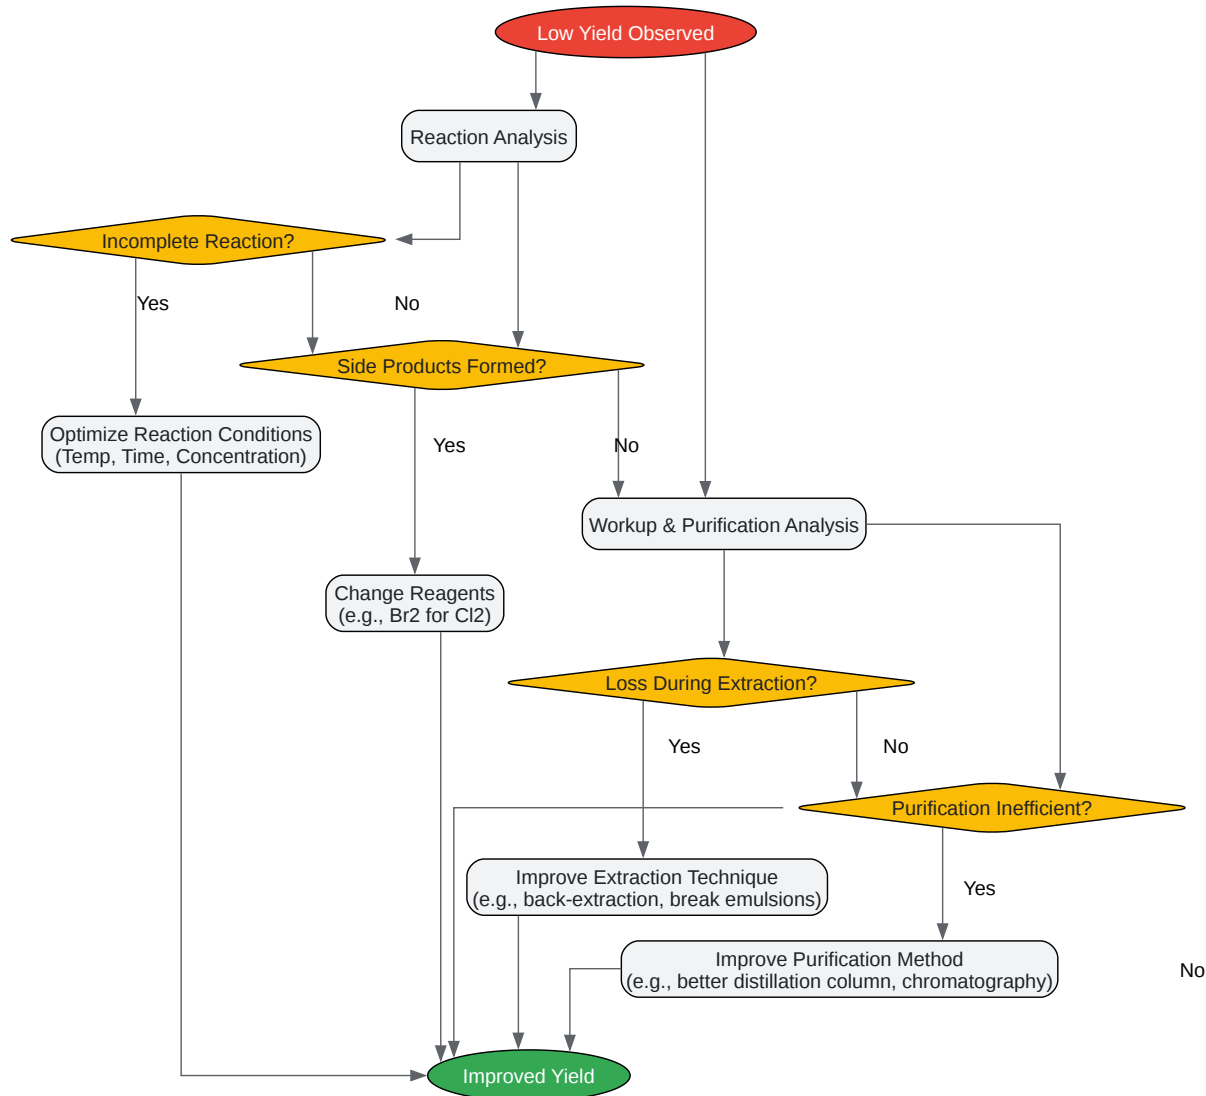 Low Yield Observed
Reaction Analysis
Incomplete Reaction?
Yes
No
Side Products Formed?
Optimize Reaction Conditions
(Temp, Time, Concentration)
Yes
No
Workup & Purification Analysis
Change Reagents
(e.g., Br2 for Cl2)
Loss During Extraction?
Yes
No
Purification Inefficient?
Improve Extraction Technique
(e.g., back-extraction, break emulsions)
Yes
Improve Purification Method
(e.g., better distillation column, chromatography)
No
Improved Yield